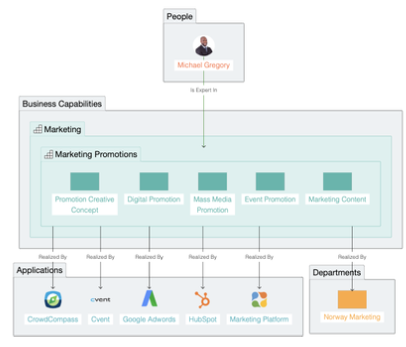 People
Michael Gregory
Is Expert In
Business Capabilities
Marketing
Marketing Promotions
Promotion Creative
Concept
Digital Promotion
Mass Media
Promotion
Event Promotion
Marketing Content
Realized By
Realized By
Realized By
Realized By
Realized By
Realized By
Applications
Departments
cvent
CrowdCompass
Cvent
Google Adwords
HubSpot
Marketing Platform
Norway Marketing